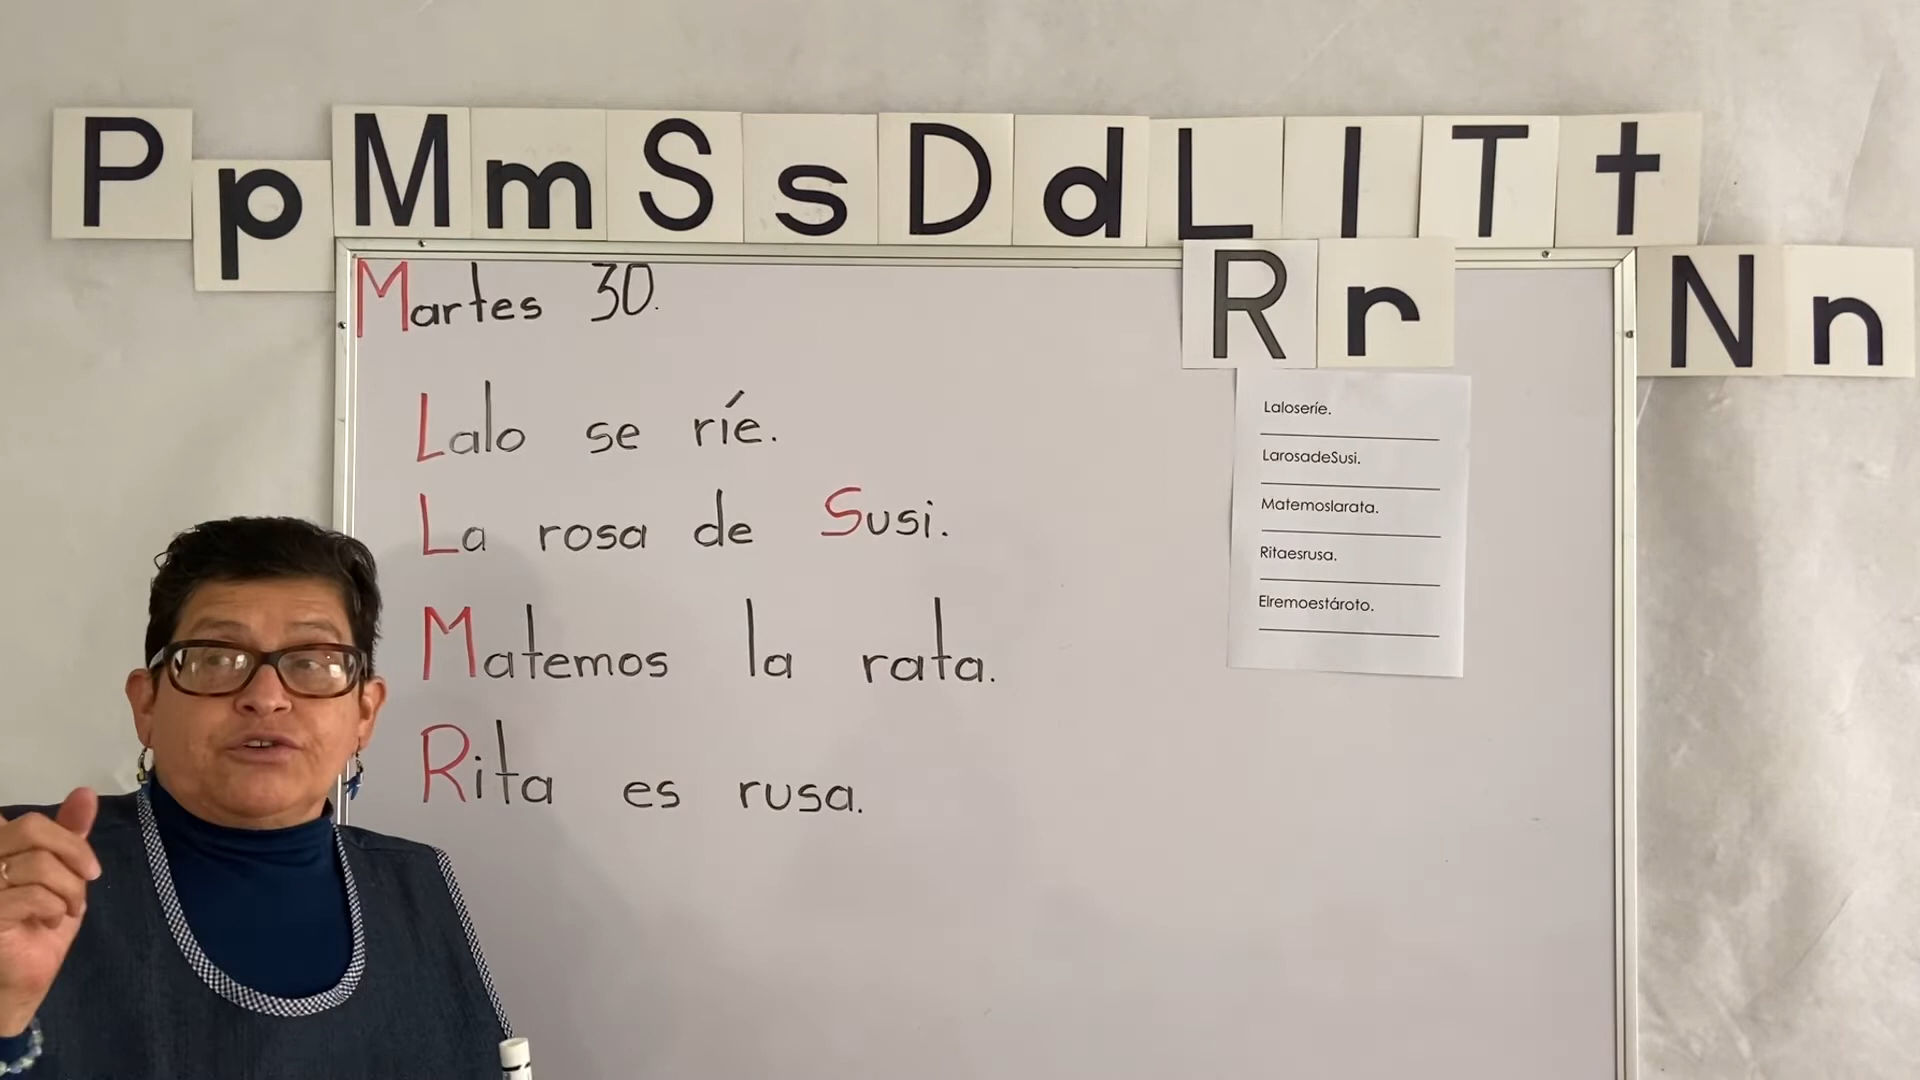 P p M m S s D d L l T t
R r N n
Martes 30.
Lalo se ríe.
La rosa de Susi.
Matemos la rata.
Rita es rusa.
Laloseríe.
LarosadeSusi.
Matemoslarata.
Ritaesrusa.
Elremoestároto.